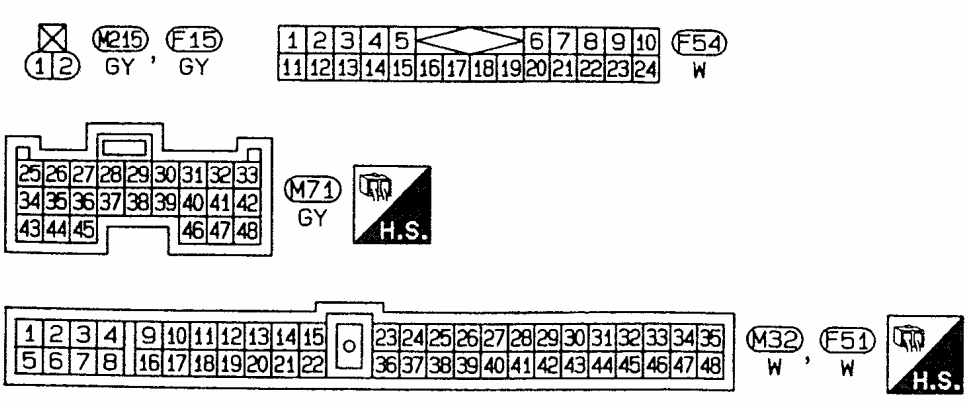 1 2 M215 GY , F15 GY
1 2 3 4 5 6 7 8 9 10 F54
11 12 13 14 15 16 17 18 19 20 21 22 23 24 W
25 26 27 28 29 30 31 32 33
34 35 36 37 38 39 40 41 42 M71
43 44 45 46 47 48 GY H.S.
1 2 3 4 9 10 11 12 13 14 15 23 24 25 26 27 28 29 30 31 32 33 34 35 M32 , F51
5 6 7 8 16 17 18 19 20 21 22 36 37 38 39 40 41 42 43 44 45 46 47 48 W W H.S.